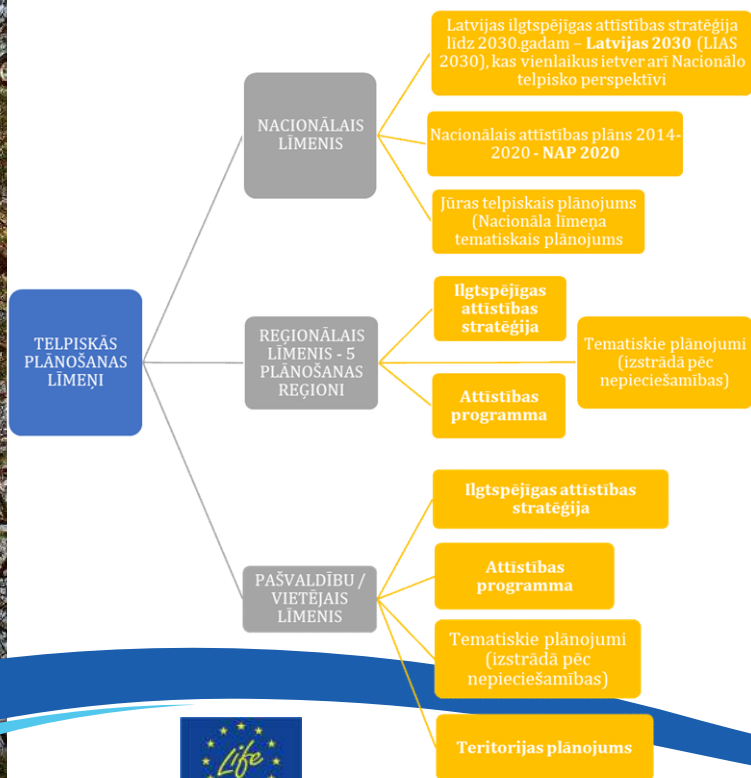 TELPISKĀS
PLĀNOŠANAS
LĪMEŅI
NACIONĀLAIS
LĪMENIS
Latvijas ilgtspējīgas attīstības stratēģija
līdz 2030.gadam – Latvijas 2030 (LIAS
2030), kas vienlaikus ietver arī Nacionālo
telpisko perspektīvi
Nacionālais attīstības plāns 2014-
2020 - NAP 2020
Jūras telpiskais plānojums
(Nacionāla līmeņa
tematiskais plānojums
REĢIONĀLAIS
LĪMENIS - 5
PLĀNOŠANAS
REĢIONI
Ilgtspējīgas
attīstības
stratēģija
Tematiskie plānojumi
(izstrādā pēc
nepieciešamības)
Attīstības
programma
PAŠVALDĪBU /
VIETĒJAIS
LĪMENIS
Ilgtspējīgas attīstības
stratēģija
Attīstības
programma
Tematiskie plānojumi
(izstrādā pēc
nepieciešamības)
Teritorijas plānojums
Life